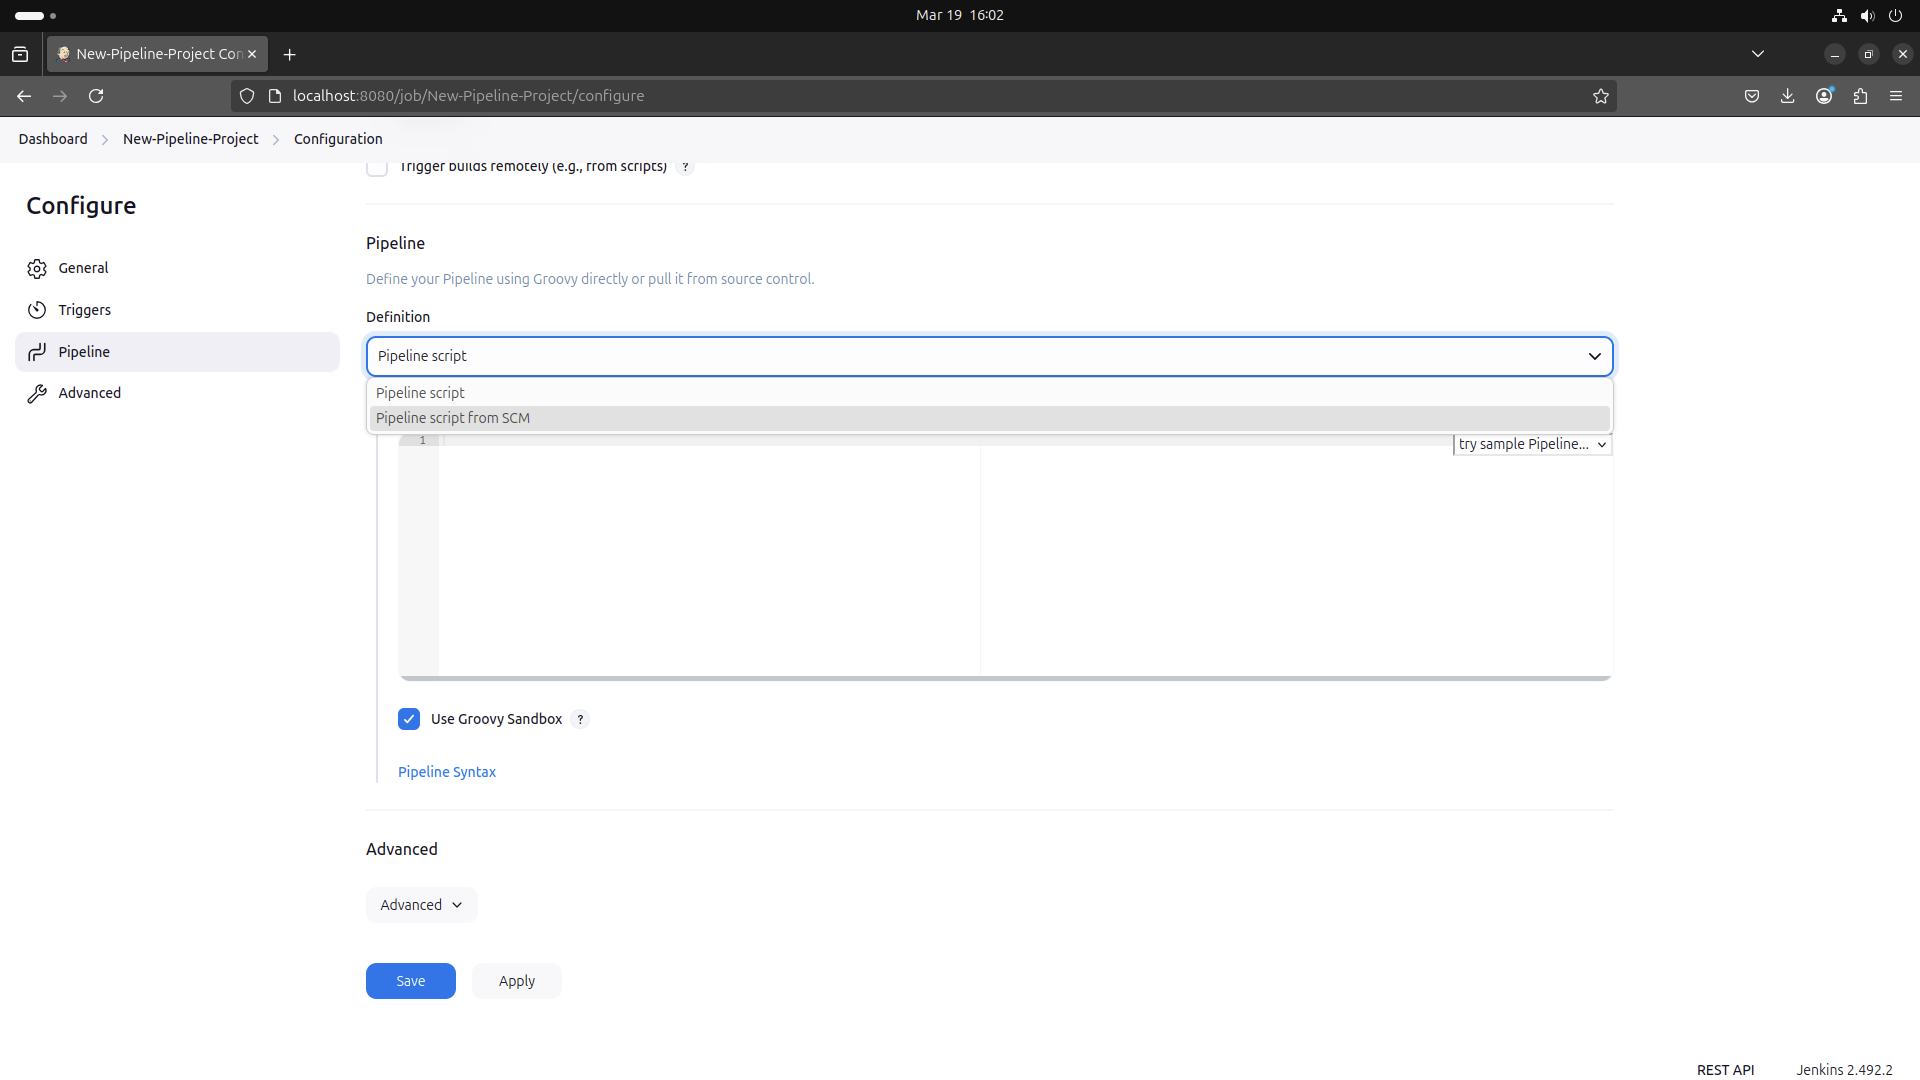 Mar 19 16:02
New-Pipeline-Project Con
localhost:8080/job/New-Pipeline-Project/configure
Dashboard
New-Pipeline-Project
Configuration
Trigger builds remotely (e.g., from scripts) ?
Configure
General
Triggers
Pipeline
Advanced
Pipeline
Define your Pipeline using Groovy directly or pull it from source control.
Definition
Pipeline script
Pipeline script
Pipeline script from SCM
1
try sample Pipeline...
Use Groovy Sandbox ?
Pipeline Syntax
Advanced
Advanced
Save
Apply
REST API
Jenkins 2.492.2